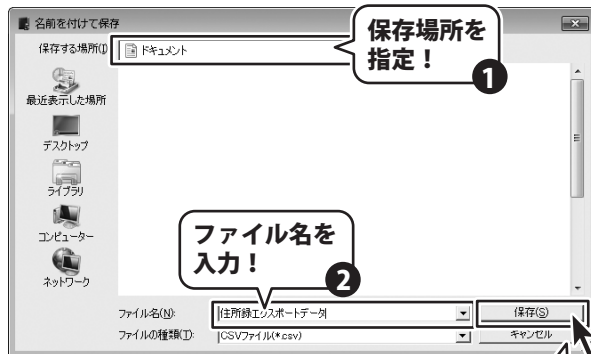 名前を付けて保存
保存場所を
指定！
1
保存する場所(I)
ドキュメント
最近表示した場所
デスクトップ
ライブラリ
コンピューター
ネットワーク
ファイル名を
入力！
2
ファイル名(N):
住所録エクスポートデータ
保存(S)
ファイルの種類(T):
CSVファイル(*.csv)
キャンセル